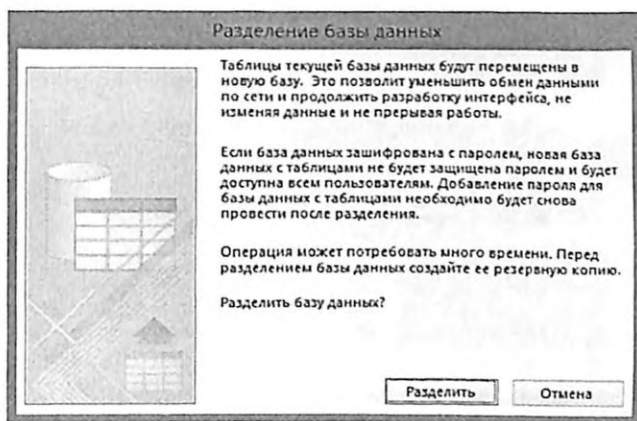 Разделение базы данных
Таблицы текущей базы данных будут перемещены в
новую базу. Это позволит уменьшить обмен данными
по сети и продолжить разработку интерфейса, не
изменяя данные и не прерывая работы.
Если база данных зашифрована с паролем, новая база
данных с таблицами не будет защищена паролем и будет
доступна всем пользователям. Добавление пароля для
базы данных с таблицами необходимо будет снова
провести после разделения.
Операция может потребовать много времени. Перед
разделением базы данных создайте ее резервную копию.
Разделить базу данных?
Разделить
Отмена